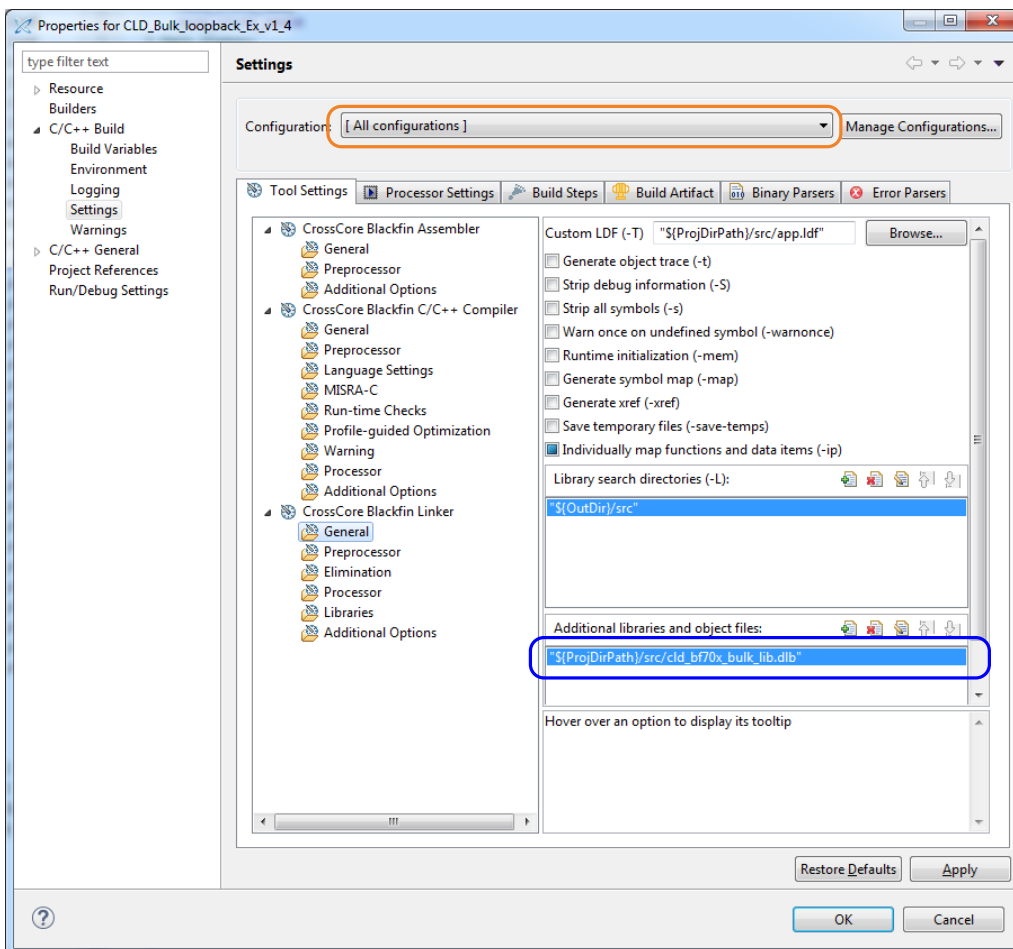 Properties for CLD_Bulk_loopback_Ex_v1_4
type filter text
Resource
Builders
C/C++ Build
Build Variables
Environment
Logging
Settings
Warnings
C/C++ General
Project References
Run/Debug Settings
Settings
Configuration: [ All configurations ] Manage Configurations...
Tool Settings Processor Settings Build Steps Build Artifact Binary Parsers Error Parsers
CrossCore Blackfin Assembler
General
Preprocessor
Additional Options
CrossCore Blackfin C/C++ Compiler
General
Preprocessor
Language Settings
MISRA-C
Run-time Checks
Profile-guided Optimization
Warning
Processor
Additional Options
CrossCore Blackfin Linker
General
Preprocessor
Elimination
Processor
Libraries
Additional Options
Custom LDF (-T) "${ProjDirPath}/src/app.ldf" Browse...
Generate object trace (-t)
Strip debug information (-S)
Strip all symbols (-s)
Warn once on undefined symbol (-warnonce)
Runtime initialization (-mem)
Generate symbol map (-map)
Generate xref (-xref)
Save temporary files (-save-temps)
Individually map functions and data items (-ip)
Library search directories (-L):
"${OutDir}/src"
Additional libraries and object files:
"${ProjDirPath}/src/cld_bf70x_bulk_lib.dlb"
Hover over an option to display its tooltip
Restore Defaults Apply
OK Cancel